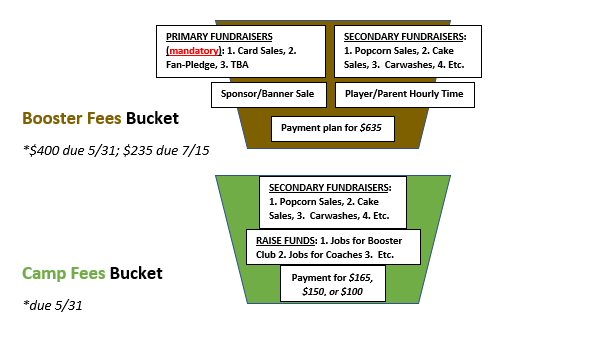 PRIMARY FUNDRAISERS
(mandatory): 1. Card Sales, 2.
Fan-Pledge, 3. TBA
SECONDARY FUNDRAISERS:
1. Popcorn Sales, 2. Cake
Sales, 3.  Carwashes, 4. Etc.
Sponsor/Banner Sale
Player/Parent Hourly Time
Booster Fees Bucket
Payment plan for $635
*$400 due 5/31; $235 due 7/15
SECONDARY FUNDRAISERS:
1. Popcorn Sales, 2. Cake
Sales, 3.  Carwashes, 4. Etc.
RAISE FUNDS: 1. Jobs for Booster
Club 2. Jobs for Coaches 3.  Etc.
Camp Fees Bucket
Payment for $165,
$150, or $100
*due 5/31